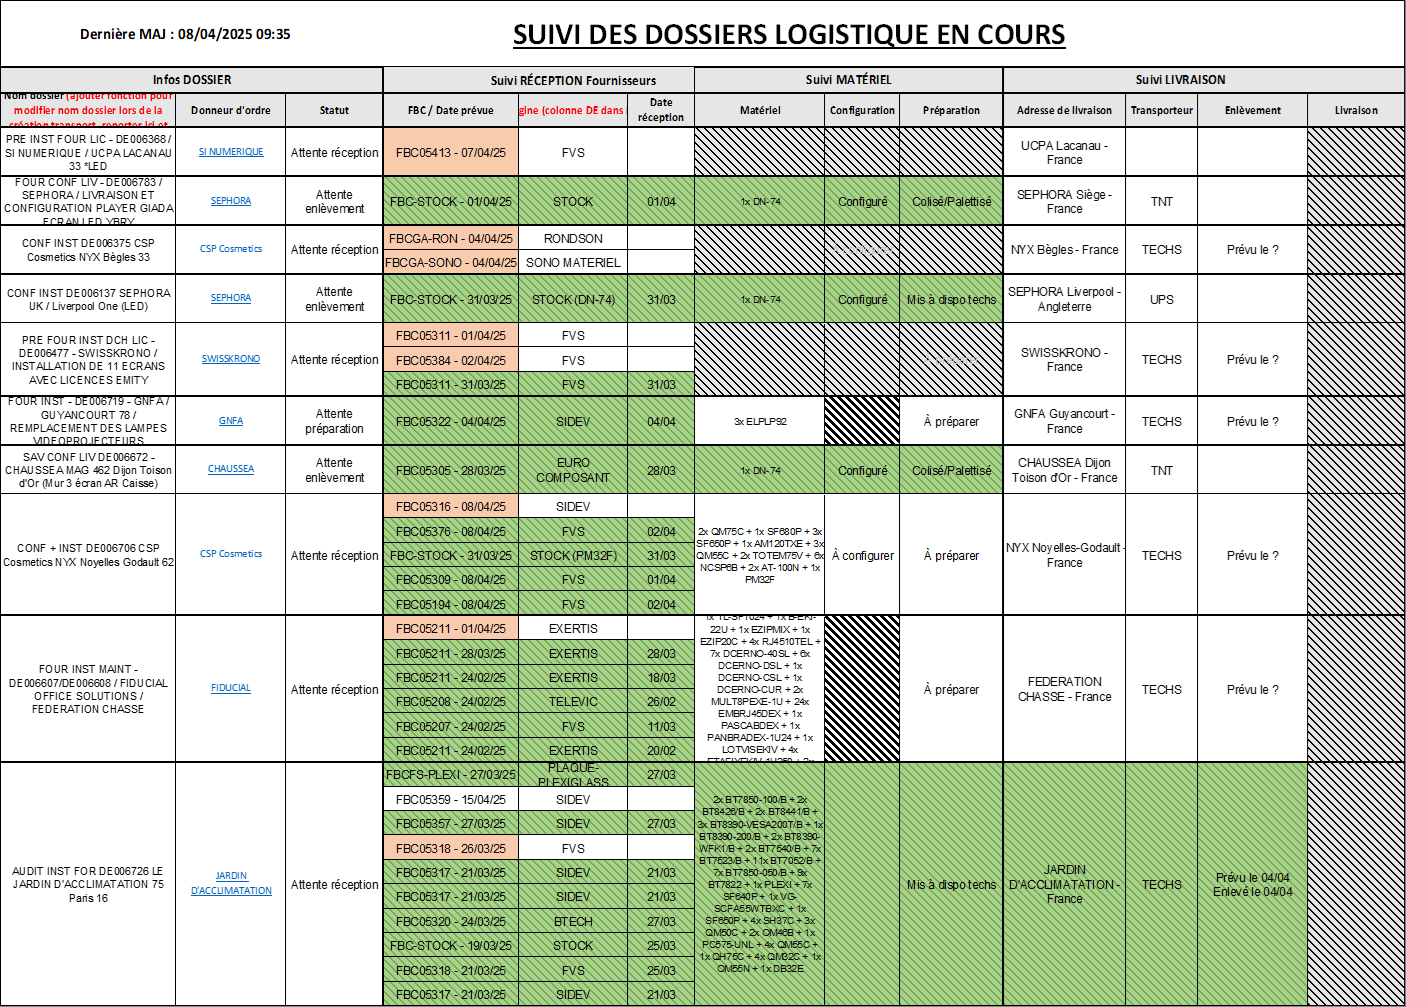 Dernière MAJ : 08/04/2025 09:35
SUIVI DES DOSSIERS LOGISTIQUE EN COURS
Infos DOSSIER
Suivi RÉCEPTION Fournisseurs
Suivi MATÉRIEL
Suivi LIVRAISON
Nom dossier (ajouter fonction pour
modifier nom dossier lors de la
création transport, reporter ici et
Donneur d'ordre
Statut
FBC / Date prévue
gine (colonne DE dans
Date
réception
Matériel
Configuration
Préparation
Adresse de livraison
Transporteur
Enlèvement
Livraison
PRE INST FOUR LIC - DE006368 /
SI NUMERIQUE / UCPA LACANAU
33 *LED
SI NUMERIQUE
Attente réception
FBC05413 - 07/04/25
FVS
UCPA Lacanau -
France
FOUR CONF LIV - DE006783 /
SEPHORA / LIVRAISON ET
CONFIGURATION PLAYER GIADA
ECRAN LED YBRY
SEPHORA
Attente
enlèvement
FBC-STOCK - 01/04/25
STOCK
01/04
1x DN-74
Configuré
Colisé/Palettisé
SEPHORA Siège -
France
TNT
CONF INST DE006375 CSP
Cosmetics NYX Bègles 33
CSP Cosmetics
Attente réception
FBCGA-RON - 04/04/25
RONDSON
FBCGA-SONO - 04/04/25
SONO MATERIEL
NYX Bègles - France
TECHS
Prévu le ?
CONF INST DE006137 SEPHORA
UK / Liverpool One (LED)
SEPHORA
Attente
enlèvement
FBC-STOCK - 31/03/25
STOCK (DN-74)
31/03
1x DN-74
Configuré
Mis à dispo techs
SEPHORA Liverpool -
Angleterre
UPS
PRE FOUR INST DCH LIC -
DE006477 - SWISSKRONO /
INSTALLATION DE 11 ECRANS
AVEC LICENCES EMITY
SWISSKRONO
Attente réception
FBC05311 - 01/04/25
FVS
FBC05384 - 02/04/25
FVS
FBC05311 - 31/03/25
FVS
31/03
SWISSKRONO -
France
TECHS
Prévu le ?
FOUR INST - DE006719 - GNFA /
GUYANCOURT 78 /
REMPLACEMENT DES LAMPES
VIDEOPROJECTEURS
GNFA
Attente
préparation
FBC05322 - 04/04/25
SIDEV
04/04
3x ELPLP92
À préparer
GNFA Guyancourt -
France
TECHS
Prévu le ?
SAV CONF LIV DE006672 -
CHAUSSEA MAG 462 Dijon Toison
d'Or (Mur 3 écran AR Caisse)
CHAUSSEA
Attente
enlèvement
FBC05305 - 28/03/25
EURO
COMPOSANT
28/03
1x DN-74
Configuré
Colisé/Palettisé
CHAUSSEA Dijon
Toison d'Or - France
TNT
CONF + INST DE006706 CSP
Cosmetics NYX Noyelles Godault 62
CSP Cosmetics
Attente réception
FBC05316 - 08/04/25
SIDEV
FBC05376 - 08/04/25
FVS
02/04
FBC-STOCK - 31/03/25
STOCK (PM32F)
31/03
FBC05309 - 08/04/25
FVS
01/04
FBC05194 - 08/04/25
FVS
02/04
2x QM75C + 1x SF680P + 3x
SF650P + 1x AM120TXE + 3x
QM55C + 2x TOTEM75V + 6x
NCSP6B + 2x AT-100N + 1x
PM32F
À configurer
À préparer
NYX Noyelles-Godault -
France
TECHS
Prévu le ?
FOUR INST MAINT -
DE006607/DE006608 / FIDUCIAL
OFFICE SOLUTIONS /
FEDERATION CHASSE
FIDUCIAL
Attente réception
FBC05211 - 01/04/25
EXERTIS
FBC05211 - 28/03/25
EXERTIS
28/03
FBC05211 - 24/02/25
EXERTIS
18/03
FBC05208 - 24/02/25
TELEVIC
26/02
FBC05207 - 24/02/25
FVS
11/03
FBC05211 - 24/02/25
EXERTIS
20/02
1x TL-SF1024 + 1x B-EKI-
22U + 1x EZIPMIX + 1x
EZIP20C + 4x RJ4510TEL +
7x DCERNO-40SL + 6x
DCERNO-DSL + 1x
DCERNO-CSL + 1x
DCERNO-CUR + 2x
MULT8PEXE-1U + 24x
EMBRJ45DEX + 1x
PASCABDEX + 1x
PANBRADEX-1U24 + 1x
LOTVISEKIV + 4x
À préparer
FEDERATION
CHASSE - France
TECHS
Prévu le ?
AUDIT INST FOR DE006726 LE
JARDIN D'ACCLIMATATION 75
Paris 16
JARDIN
D'ACCLIMATATION
Attente réception
FBCFS-PLEXI - 27/03/25
PLAQUE-
PLEXIGLASS
27/03
FBC05359 - 15/04/25
SIDEV
FBC05357 - 27/03/25
SIDEV
27/03
FBC05318 - 26/03/25
FVS
FBC05317 - 21/03/25
SIDEV
21/03
FBC05317 - 21/03/25
SIDEV
21/03
FBC05320 - 24/03/25
BTECH
27/03
FBC-STOCK - 19/03/25
STOCK
25/03
FBC05318 - 21/03/25
FVS
25/03
FBC05317 - 21/03/25
SIDEV
21/03
2x BT7850-100/B + 2x
BT8426/B + 2x BT8441/B +
3x BT8390-VESA200T/B + 1x
BT8390-200/B + 2x BT8390-
WFK1/B + 2x BT7540/B + 7x
BT7523/B + 11x BT7052/B +
7x BT7850-050/B + 9x
BT7822 + 1x PLEXI + 7x
SF640P + 1x VG-
SCFA55WTBXC + 1x
SF650P + 4x SH37C + 3x
QM50C + 2x OM46B + 1x
PC575-UNL + 4x QM55C +
1x QH75C + 4x QM32C + 1x
OM55N + 1x DB32E
Mis à dispo techs
JARDIN
D'ACCLIMATATION -
France
TECHS
Prévu le 04/04
Enlevé le 04/04